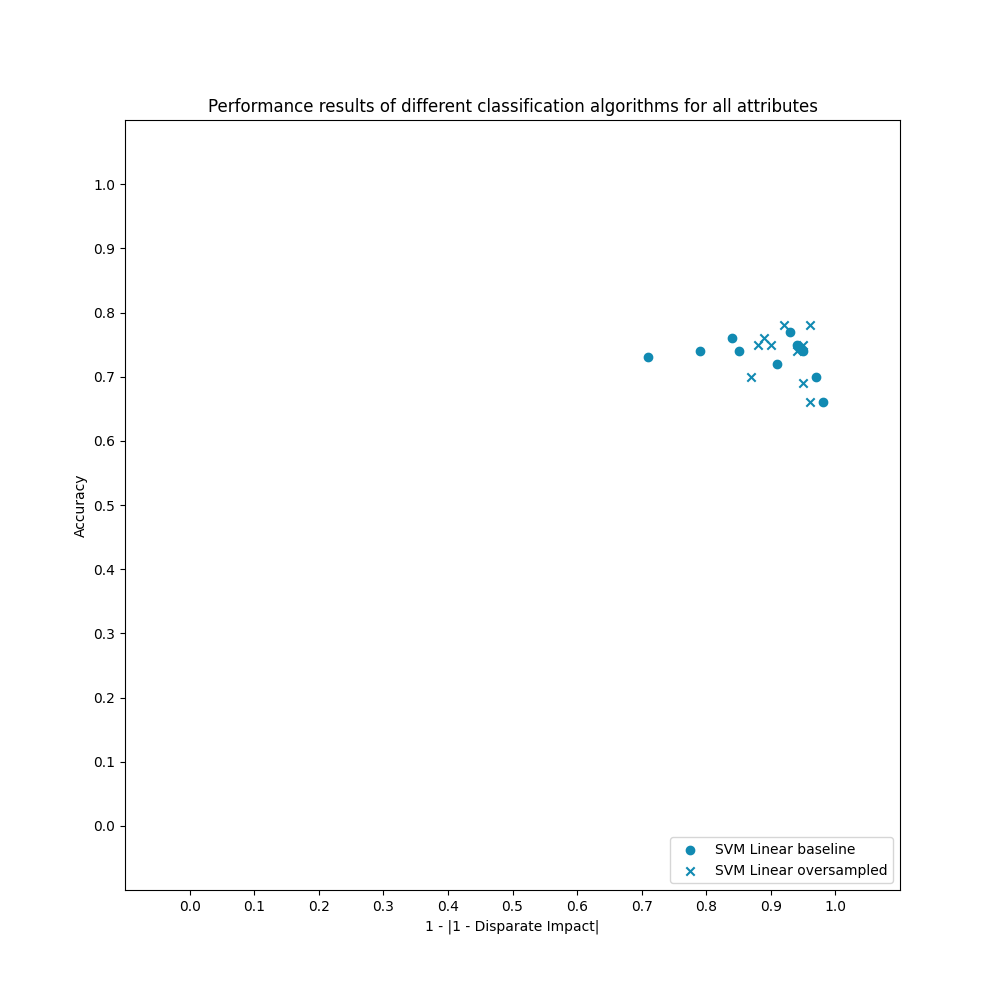 Performance results of different classification algorithms for all attributes
1.0
0.9
0.8
0.7
0.6
0.5
0.4
0.3
0.2
0.1
0.0
Accuracy
SVM Linear baseline
SVM Linear oversampled
0.0 0.1 0.2 0.3 0.4 0.5 0.6 0.7 0.8 0.9 1.0
1 - |1 - Disparate Impact|